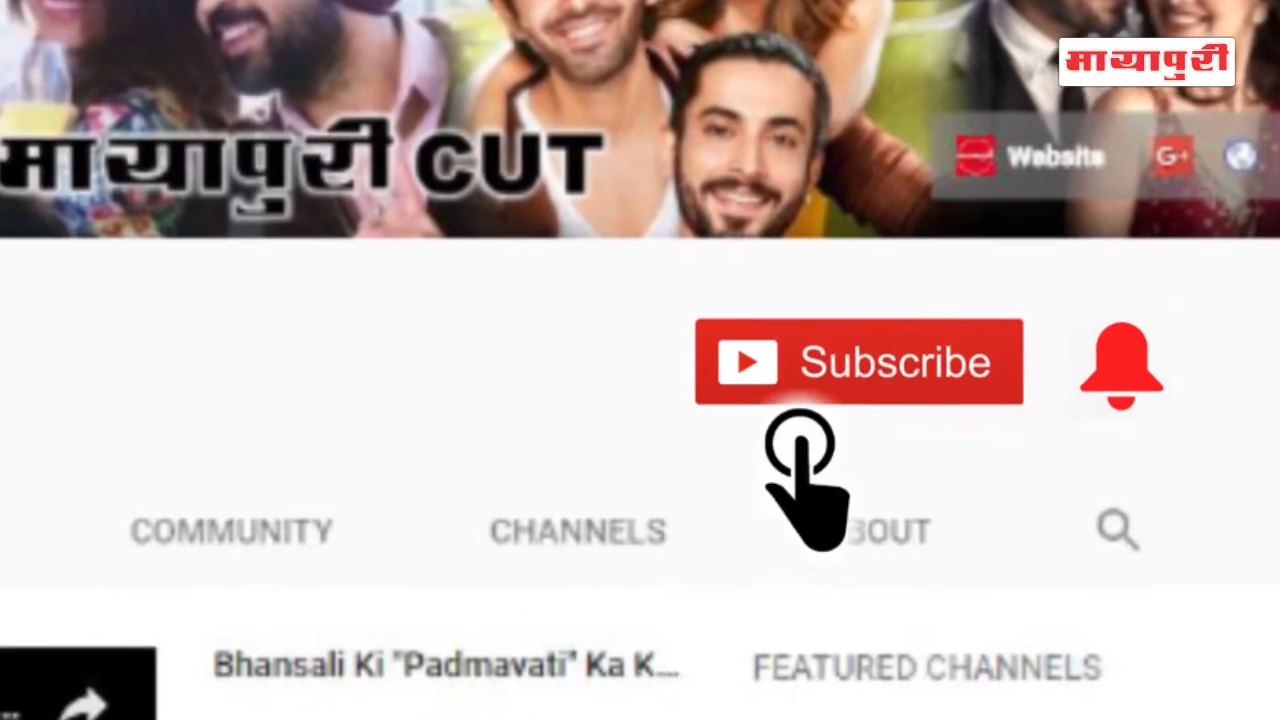 मायापुरी
मायापुरी CUT
Website
G+
Subscribe
COMMUNITY
CHANNELS
BOUT
Bhansali Ki "Padmavati" Ka K...
FEATURED CHANNELS